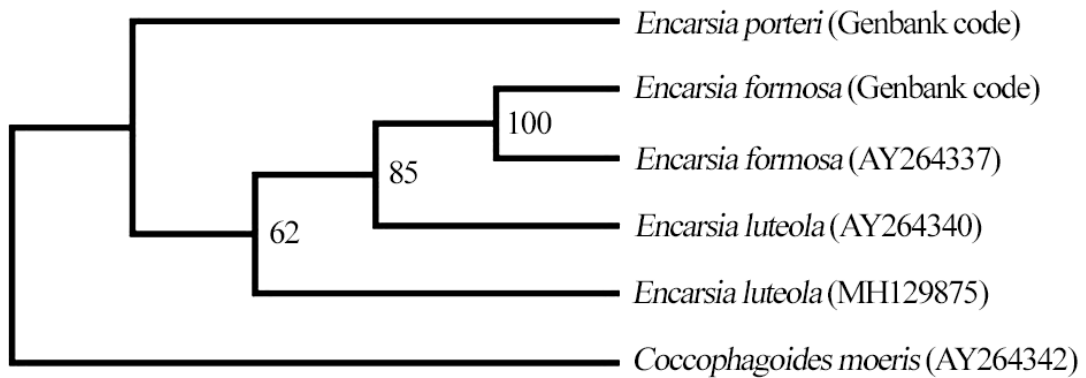 Encarsia porteri (Genbank code)
Encarsia formosa (Genbank code)
100
Encarsia formosa (AY264337)
85
Encarsia luteola (AY264340)
62
Encarsia luteola (MH129875)
Coccophagoides moeris (AY264342)